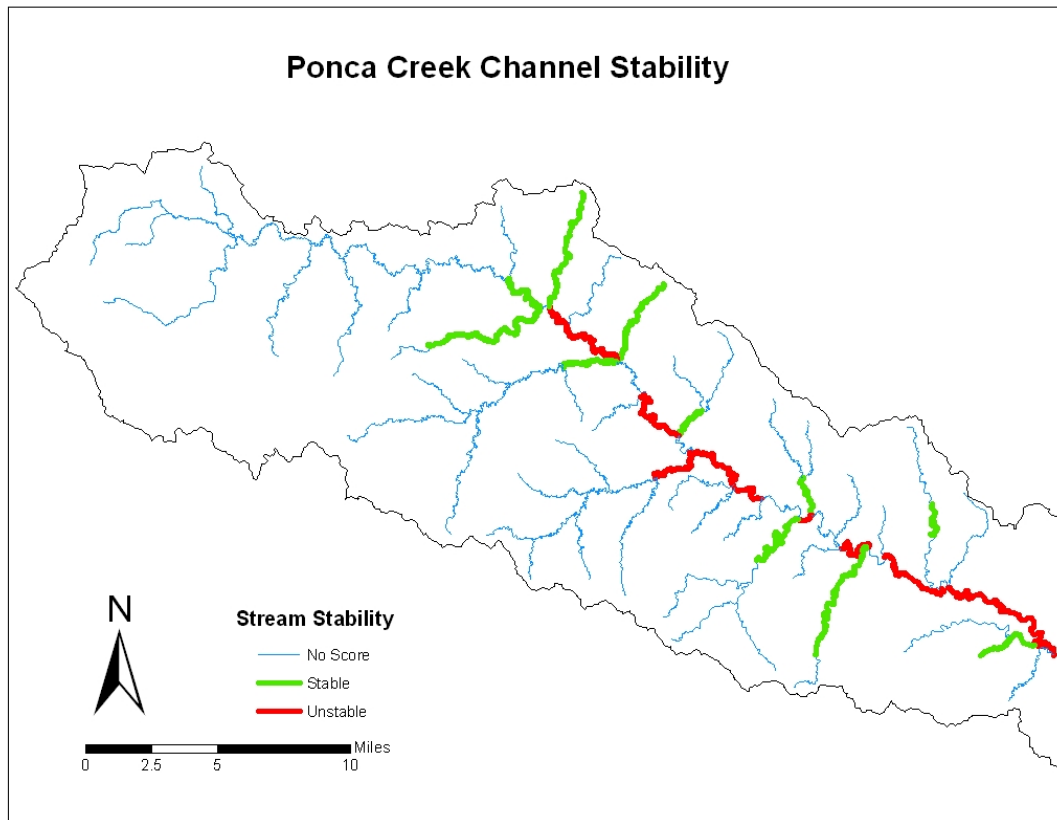 Ponca Creek Channel Stability
N
Stream Stability
No Score
Stable
Unstable
Miles
0 2.5 5 10